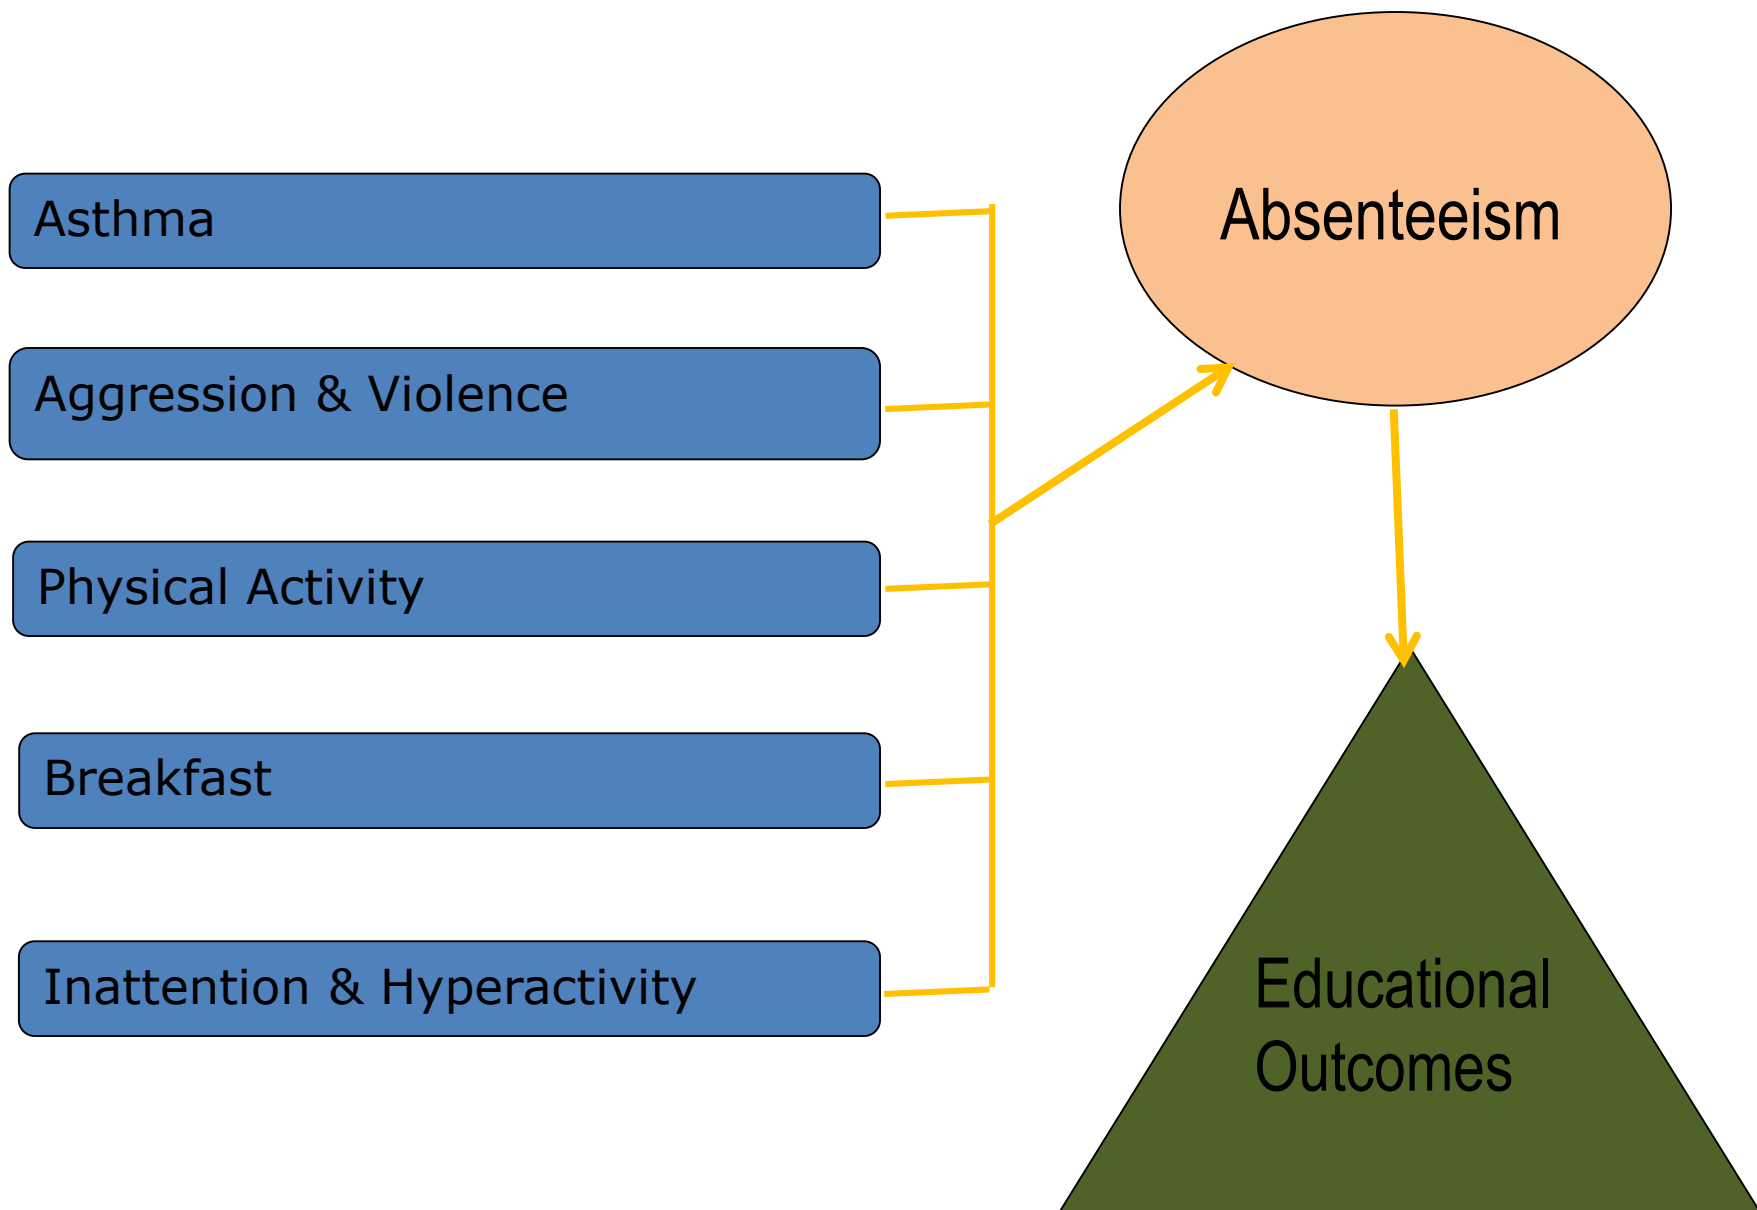 Asthma
Aggression & Violence
Physical Activity
Breakfast
Inattention & Hyperactivity
Absenteeism
Educational
Outcomes